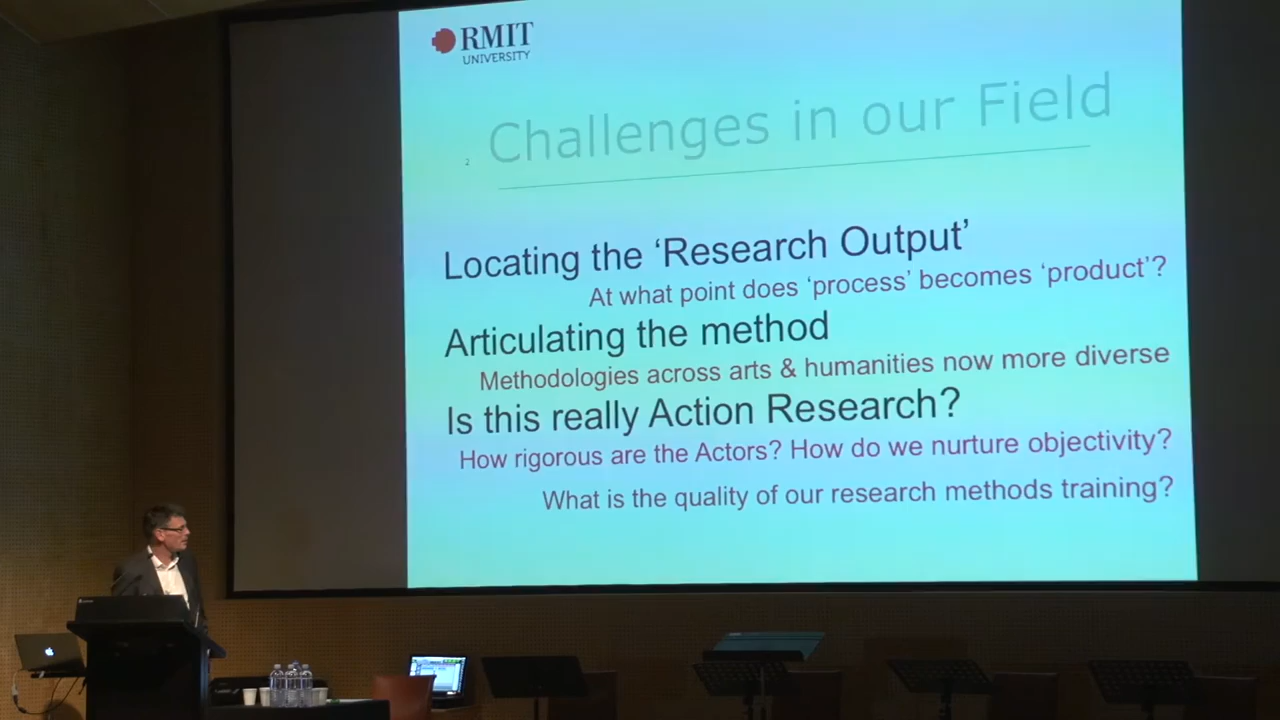 RMIT
UNIVERSITY
Challenges in our Field
2
Locating the ‘Research Output’
At what point does ‘process’ becomes ‘product’?
Articulating the method
Methodologies across arts & humanities now more diverse
Is this really Action Research?
How rigorous are the Actors? How do we nurture objectivity?
What is the quality of our research methods training?